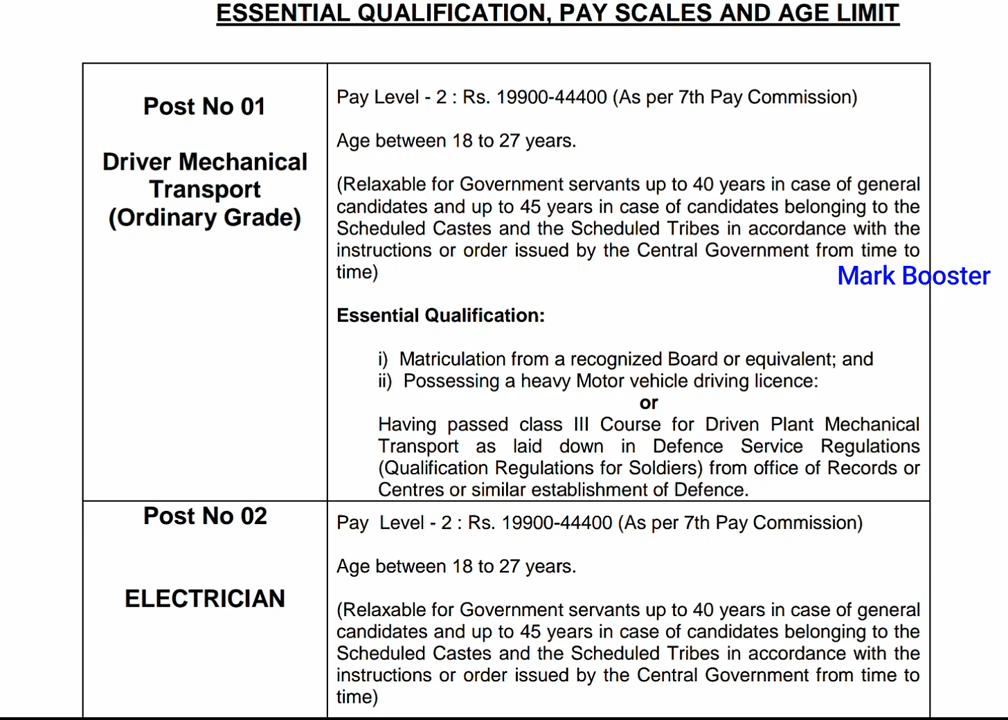 ESSENTIAL QUALIFICATION, PAY SCALES AND AGE LIMIT
Post No 01
Driver Mechanical
Transport
(Ordinary Grade)
Pay Level - 2 : Rs. 19900-44400 (As per 7th Pay Commission)
Age between 18 to 27 years.
(Relaxable for Government servants up to 40 years in case of general
candidates and up to 45 years in case of candidates belonging to the
Scheduled Castes and the Scheduled Tribes in accordance with the
instructions or order issued by the Central Government from time to
time)
Mark Booster
Essential Qualification:
i) Matriculation from a recognized Board or equivalent; and
ii) Possessing a heavy Motor vehicle driving licence:
or
Having passed class III Course for Driven Plant Mechanical
Transport as laid down in Defence Service Regulations
(Qualification Regulations for Soldiers) from office of Records or
Centres or similar establishment of Defence.
Post No 02
ELECTRICIAN
Pay Level - 2 : Rs. 19900-44400 (As per 7th Pay Commission)
Age between 18 to 27 years.
(Relaxable for Government servants up to 40 years in case of general
candidates and up to 45 years in case of candidates belonging to the
Scheduled Castes and the Scheduled Tribes in accordance with the
instructions or order issued by the Central Government from time to
time)